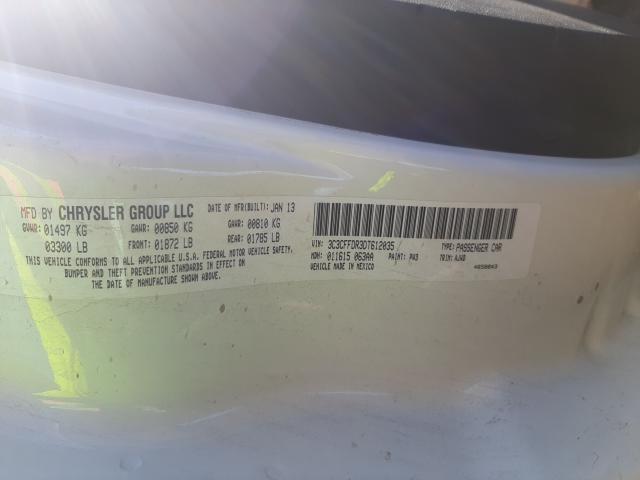 MFD BY CHRYSLER GROUP LLC DATE OF MFR(BUILT): JAN 13
GVWR: 01497 KG GAWR: 00850 KG GAWR: 00810 KG
03300 LB FRONT: 01872 LB REAR: 01785 LB
THIS VEHICLE CONFORMS TO ALL APPLICABLE U.S.A. FEDERAL MOTOR VEHICLE SAFETY,
BUMPER AND THEFT PREVENTION STANDARDS IN EFFECT ON
THE DATE OF MANUFACTURE SHOWN ABOVE.
VIN: 3C3CFFDR3DT612035 TYPE: PASSENGER CAR
MDH: 011615 063AA PAINT: PW3 TRIM: AJWD
VEHICLE MADE IN MEXICO